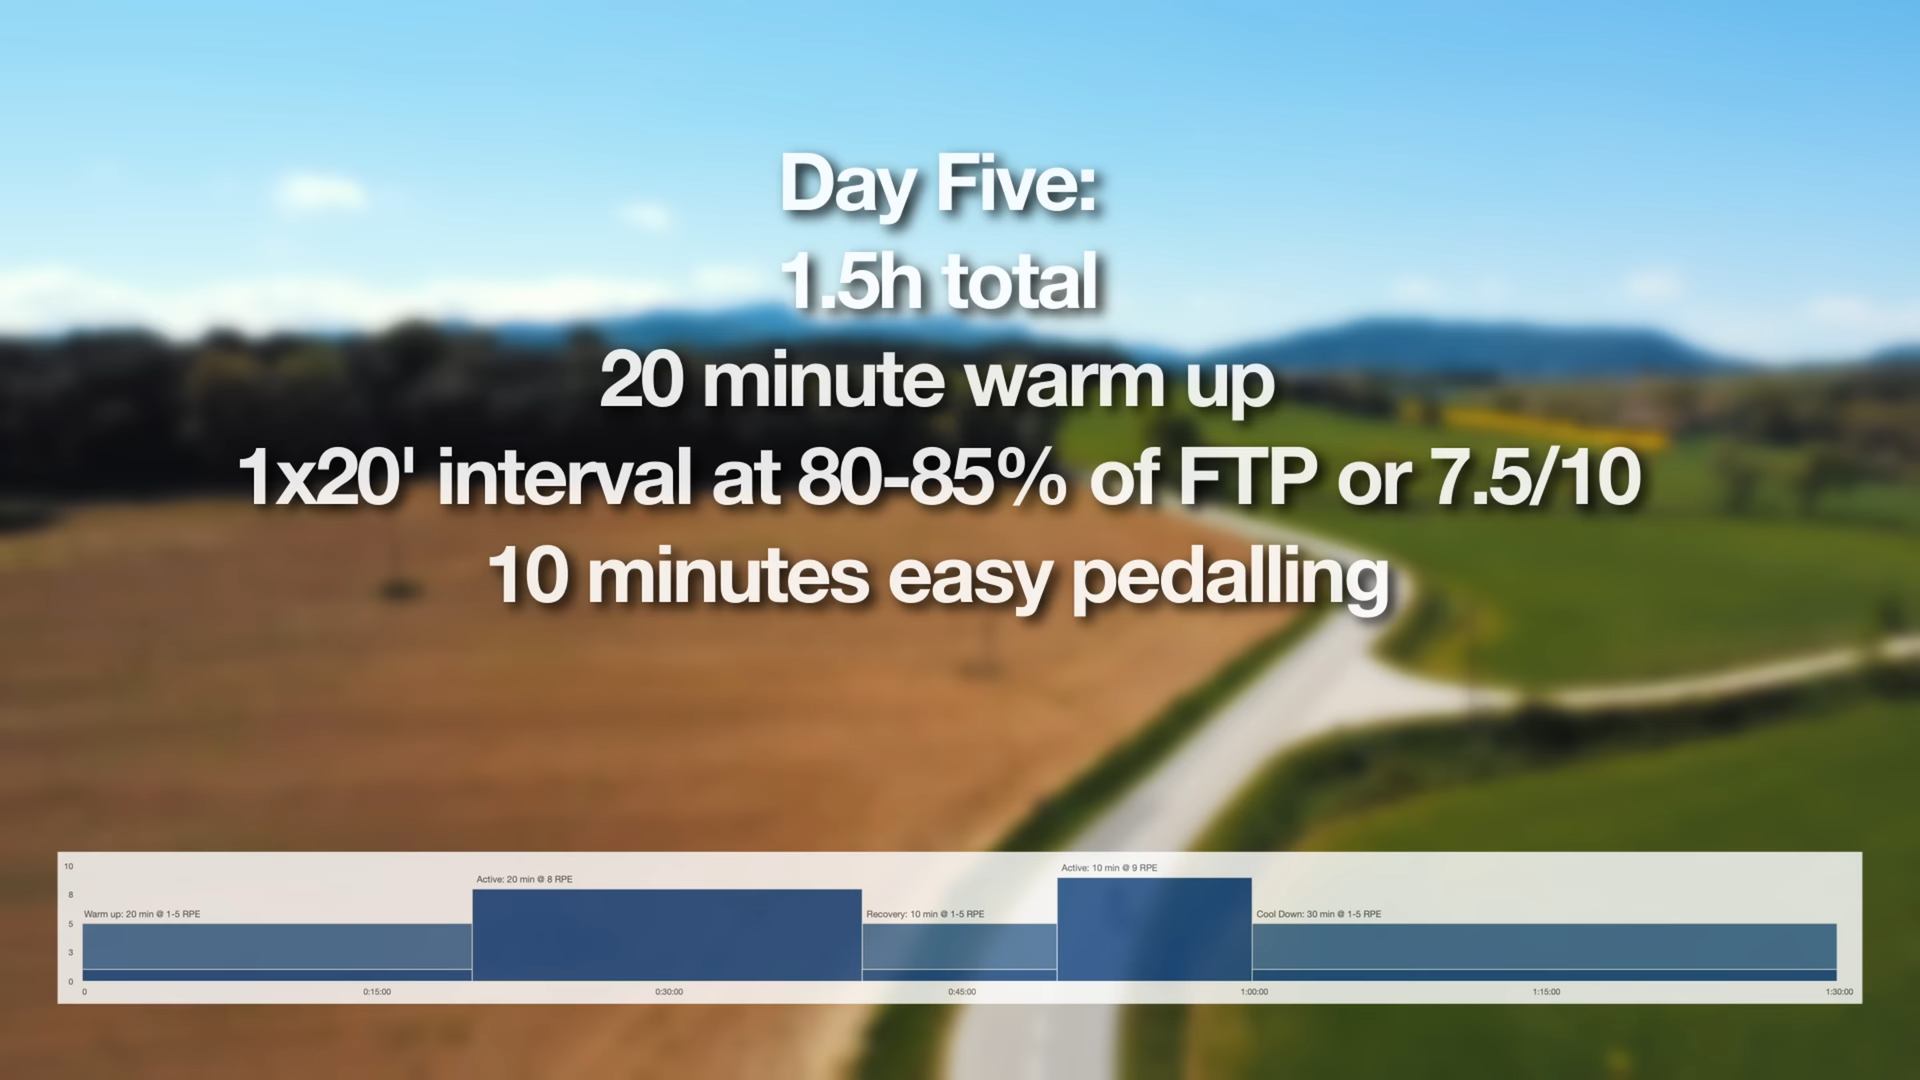 Day Five:
1.5h total
20 minute warm up
1x20' interval at 80-85% of FTP or 7.5/10
10 minutes easy pedalling
10
8
5
3
0
Warm up: 20 min @ 1-5 RPE
Active: 20 min @ 8 RPE
Recovery: 10 min @ 1-5 RPE
Active: 10 min @ 9 RPE
Cool Down: 30 min @ 1-5 RPE
0
0:15:00
0:30:00
0:45:00
1:00:00
1:15:00
1:30:00